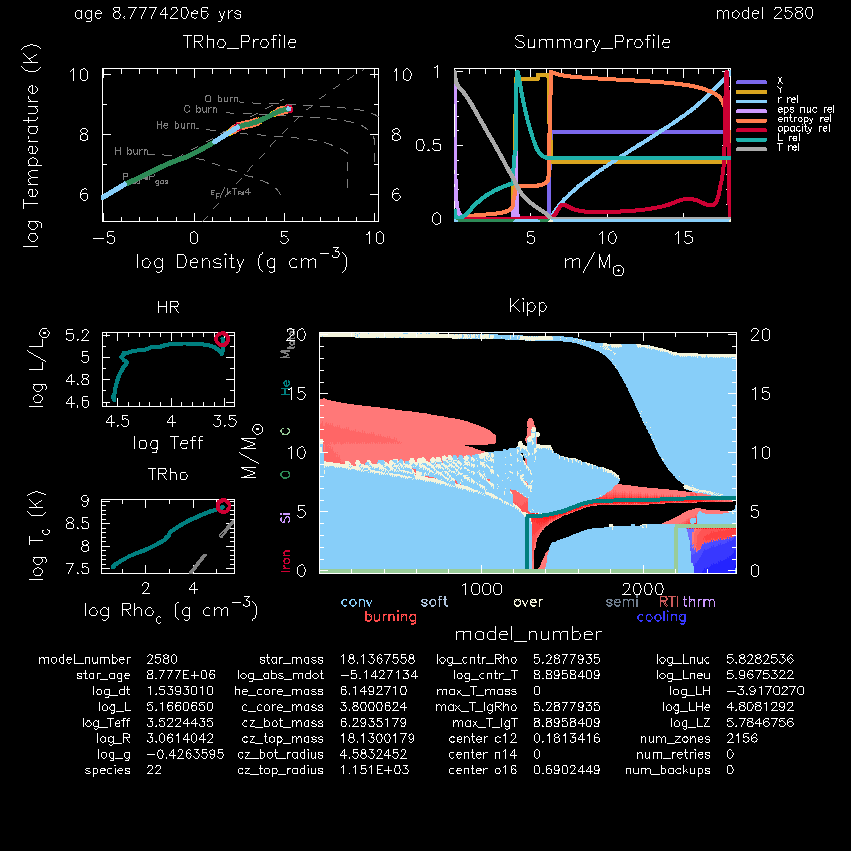 age 8.777420e6 yrs model 2580
TRho_Profile
log Temperature (K)
10
8
6
O burn
C burn
He burn
H burn
10
8
6
−5 0 5 10
log Density (g cm−3)
Summary_Profile
1
0.5
0
5 10 15
m/M⊙
X
Y
r rel
eps nuc rel
entropy rel
opacity rel
L rel
T rel
HR
log L/L⊙
5.2
5
4.8
4.6
4.5 4 3.5
log Teff
TRho
log Tc (K)
9
8.5
8
7.5
2 4
log Rhoc (g cm−3)
Kipp
M/M⊙
Iron Si O C He
20
15
10
5
0
20
15
10
5
0
1000 2000
conv soft over semi RTI thrm
burning cooling
model_number
model_number 2580 star_mass 18.1367558 log_cntr_Rho 5.2877935 log_Lnuc 5.8282536
star_age 8.777E+06 log_abs_mdot −5.1427134 log_cntr_T 8.8958409 log_Lneu 5.9675322
log_dt 1.5393010 he_core_mass 6.1492710 max_T_mass 0 log_LH −3.9170270
log_L 5.1660650 c_core_mass 3.8000624 max_T_lgRho 5.2877935 log_LHe 4.8081292
log_Teff 3.5224435 cz_bot_mass 6.2935179 max_T_lgT 8.8958409 log_LZ 5.7846756
log_R 3.0614042 cz_top_mass 18.1300179 center c12 0.1813416 num_zones 2156
log_g −0.4263595 cz_bot_radius 4.5832452 center n14 0 num_retries 0
species 22 cz_top_radius 1.151E+03 center o16 0.6902449 num_backups 0